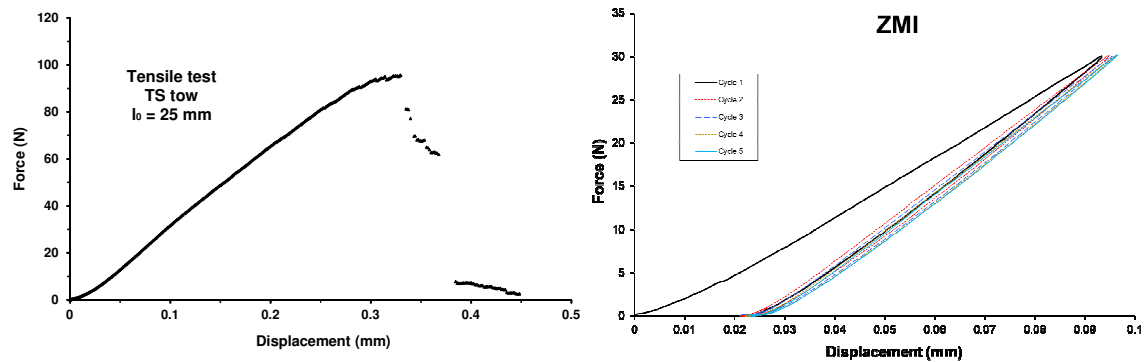 120
100
80
60
40
20
0
Force (N)
Tensile test
TS tow
l₀ = 25 mm
0
0.1
0.2
0.3
0.4
0.5
Displacement (mm)
ZMI
35
30
25
20
15
10
5
0
Force (N)
Cycle 1
Cycle 2
Cycle 3
Cycle 4
Cycle 5
0
0.01
0.02
0.03
0.04
0.05
0.06
0.07
0.08
0.09
0.1
Displacement (mm)